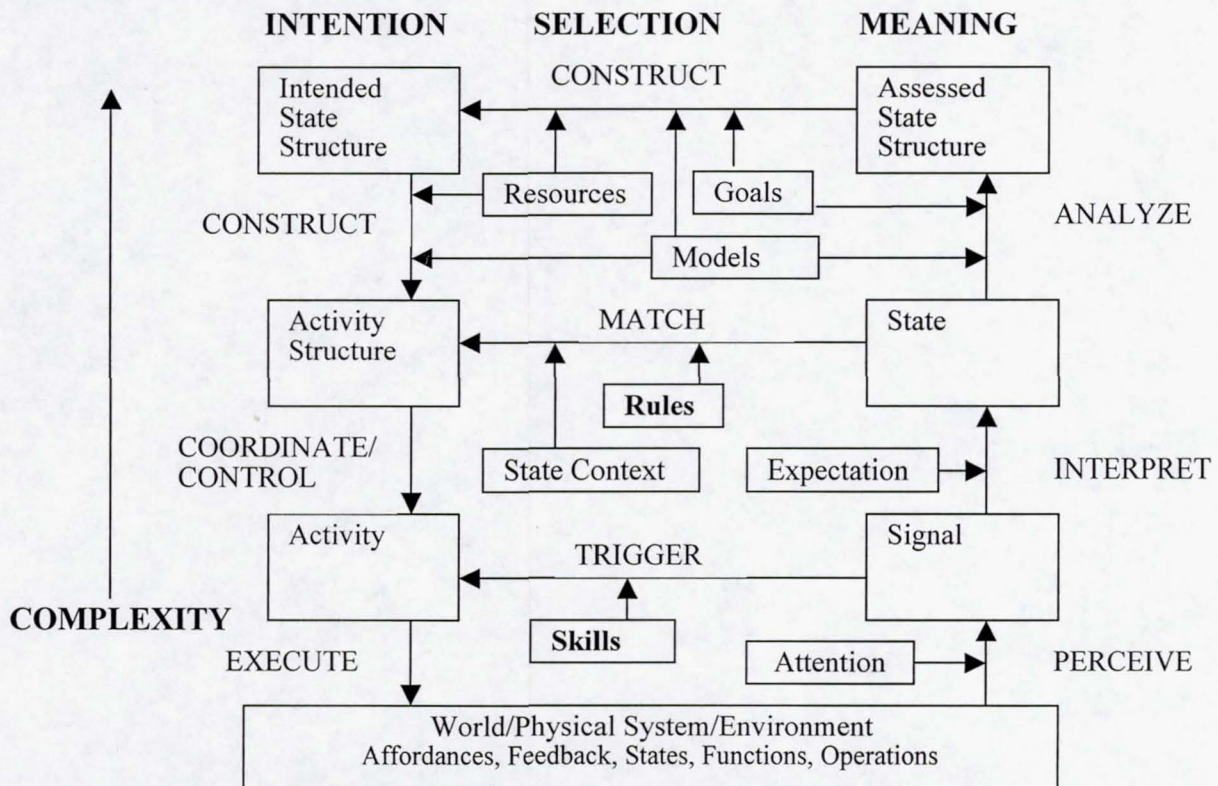 INTENTION SELECTION MEANING
CONSTRUCT
Intended
State
Structure
Assessed
State
Structure
Resources
Goals
CONSTRUCT
ANALYZE
Models
Activity
Structure
MATCH
State
Rules
COORDINATE/
CONTROL
State Context
Expectation
INTERPRET
Activity
TRIGGER
Signal
COMPLEXITY
Skills
EXECUTE
Attention
PERCEIVE
World/Physical System/Environment
Affordances, Feedback, States, Functions, Operations